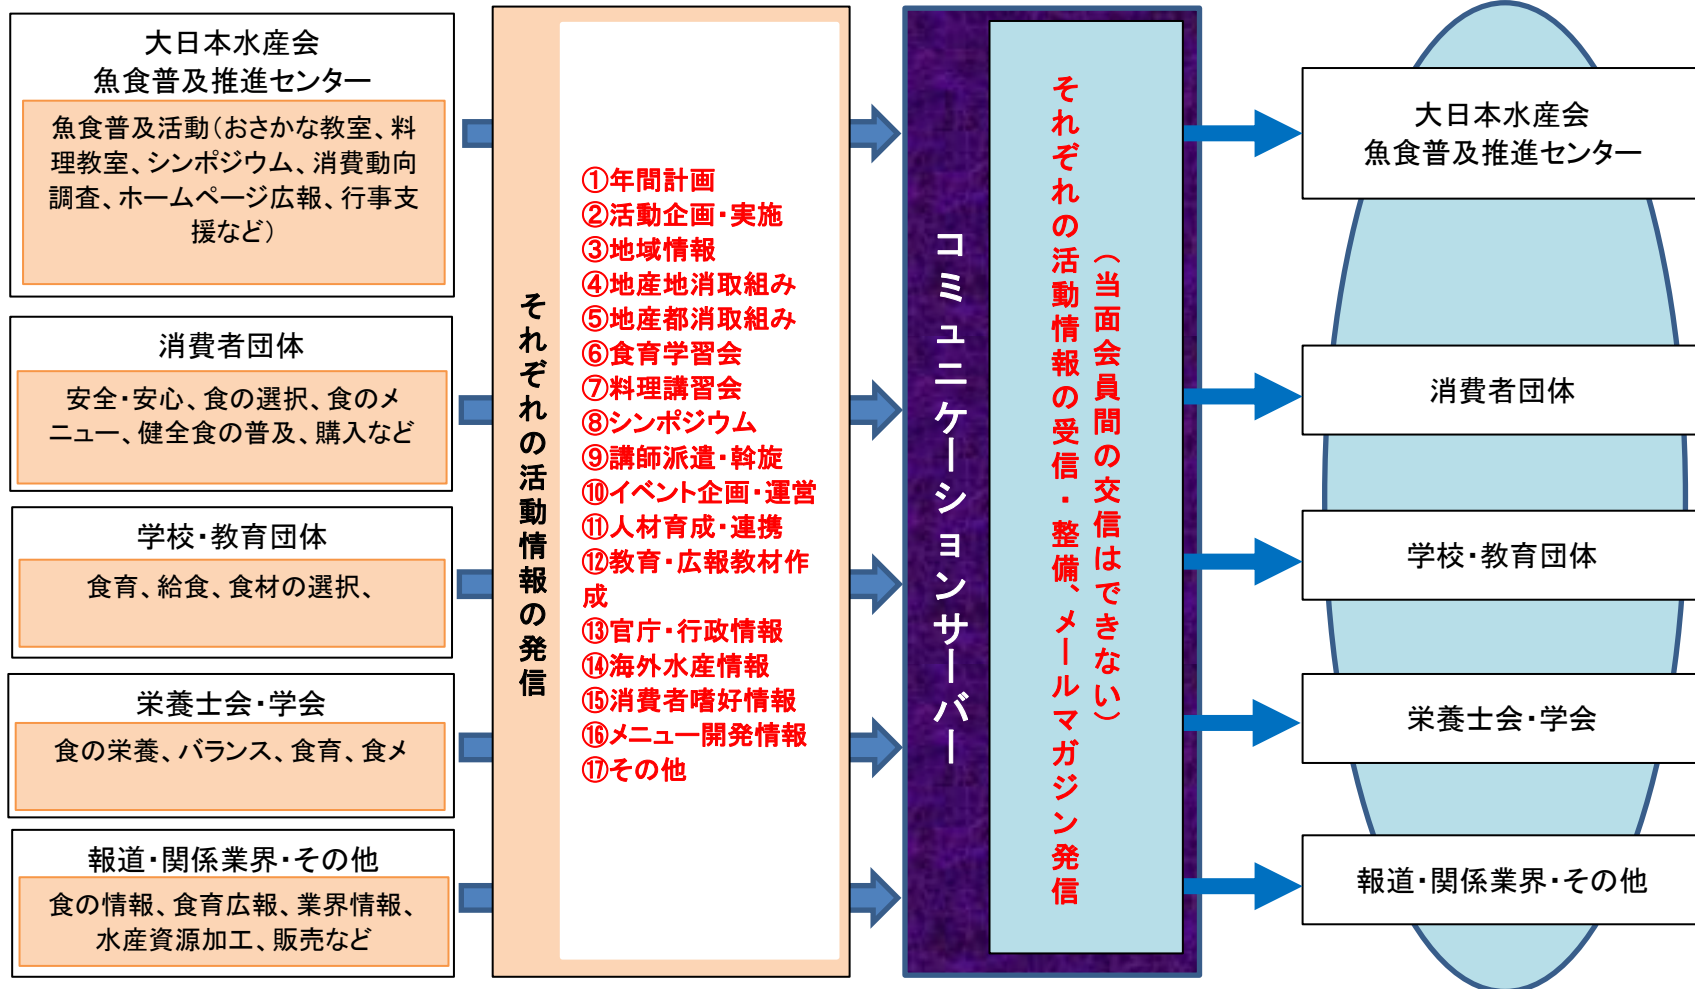 大日本水産会
魚食普及推進センター
魚食普及活動（おさかな教室、料
理教室、シンポジウム、消費動向
調査、ホームページ広報、行事支
援など）
消費者団体
安全・安心、食の選択、食のメ
ニュー、健全食の普及、購入など
学校・教育団体
食育、給食、食材の選択、
栄養士会・学会
食の栄養、バランス、食育、食メ
報道・関係業界・その他
食の情報、食育広報、業界情報、
水産資源加工、販売など
それぞれの活動情報の発信
①年間計画
②活動企画・実施
③地域情報
④地産地消取組み
⑤地産都消取組み
⑥食育学習会
⑦料理講習会
⑧シンポジウム
⑨講師派遣・斡旋
⑩イベント企画・運営
⑪人材育成・連携
⑫教育・広報教材作
成
⑬官庁・行政情報
⑭海外水産情報
⑮消費者嗜好情報
⑯メニュー開発情報
⑰その他
コミュニケーションサーバー
それぞれの活動情報の受信・整備、メールマガジン発信
（当面会員間の交信はできない）
大日本水産会
魚食普及推進センター
消費者団体
学校・教育団体
栄養士会・学会
報道・関係業界・その他